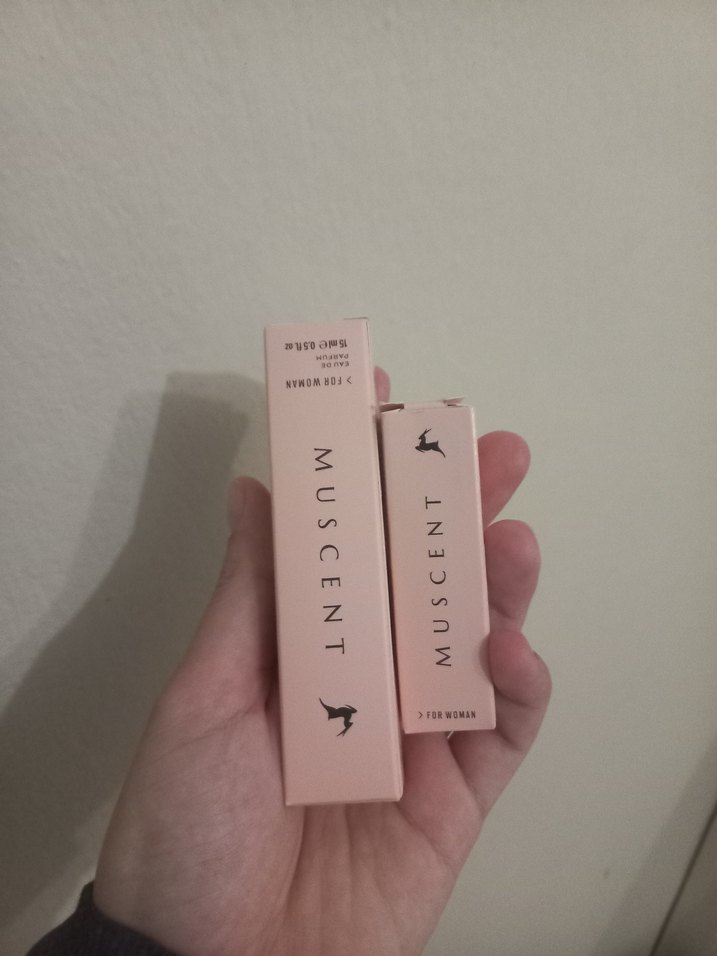 > FOR WOMAN
EAU DE
PARFUM
15 ml ℮ 0.5 fl. oz
MUSCENT
MUSCENT
> FOR WOMAN